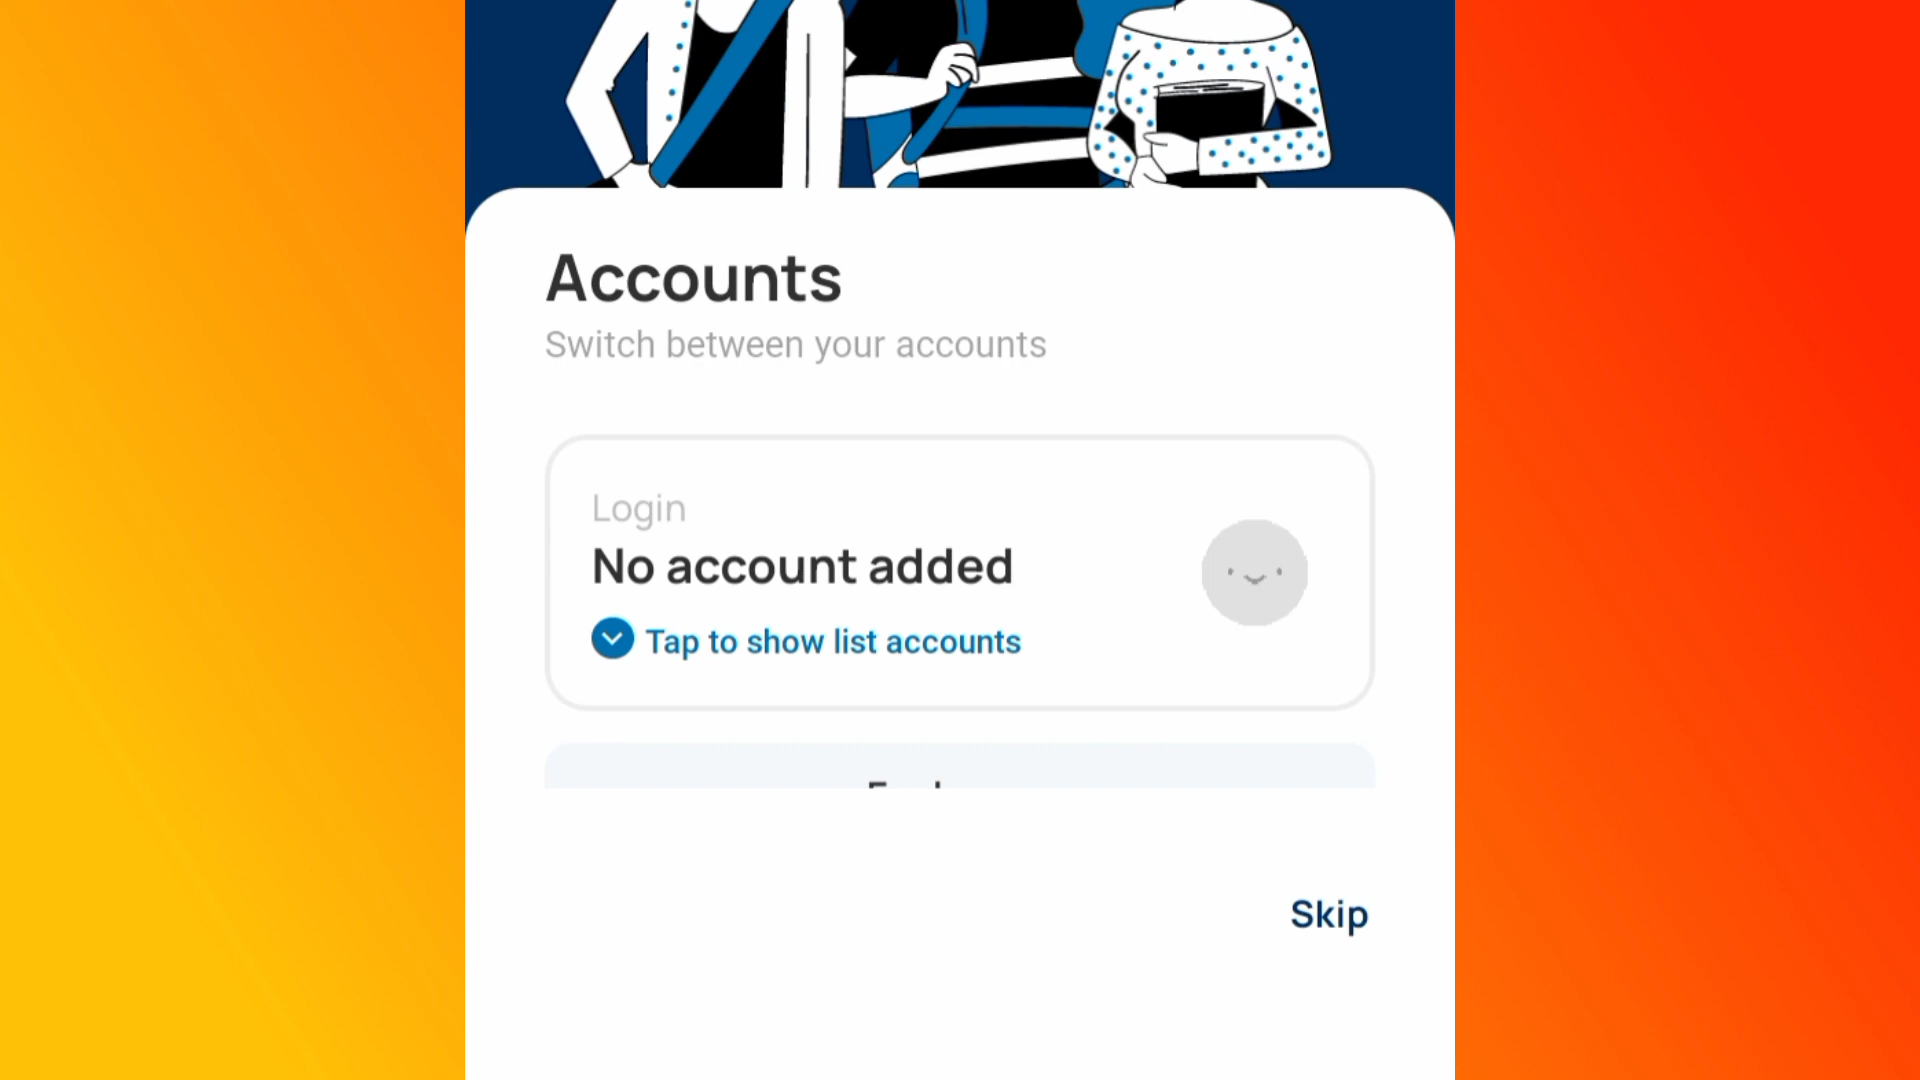 Accounts
Switch between your accounts
Login
No account added
Tap to show list accounts
Skip